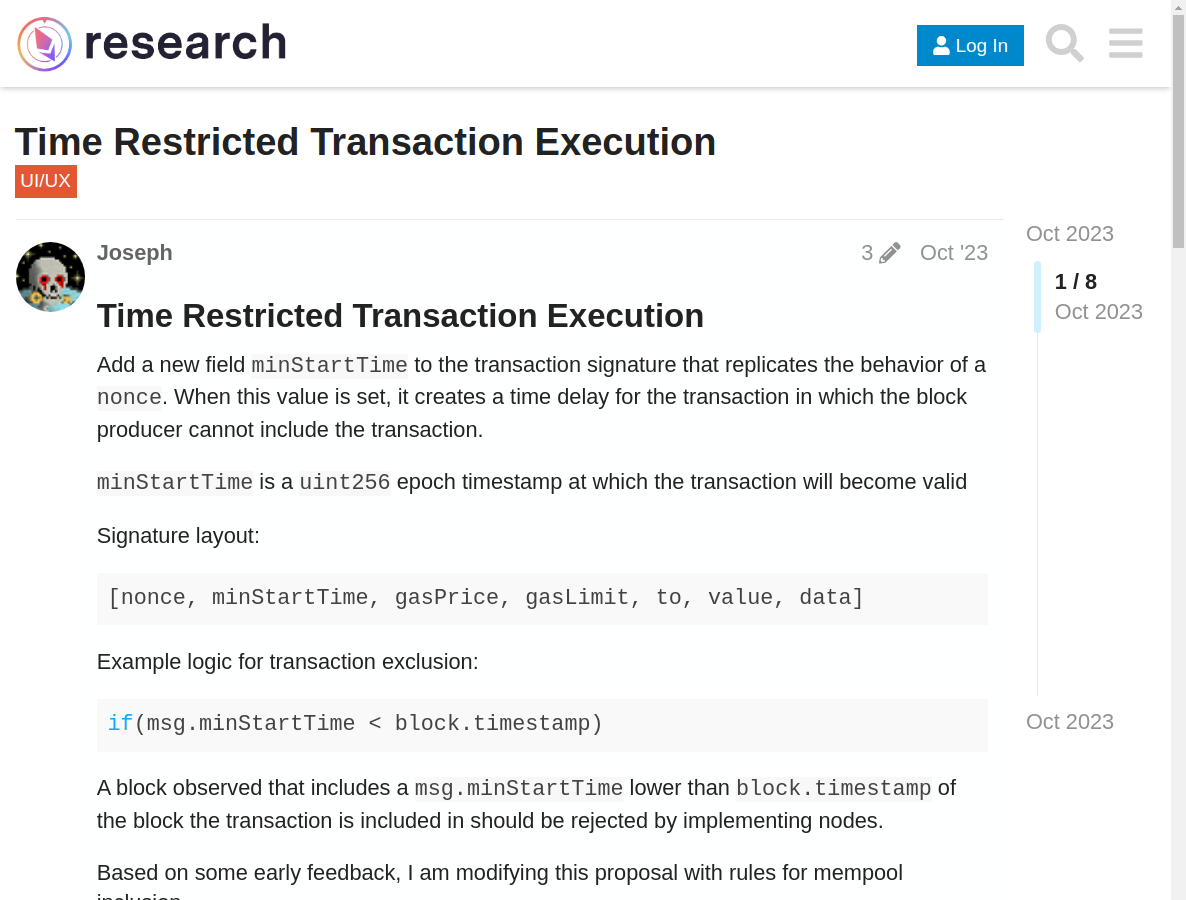 research
Log In
Time Restricted Transaction Execution
UI/UX
Joseph
3
Oct '23
Oct 2023
1 / 8
Oct 2023
Time Restricted Transaction Execution
Add a new field minStartTime to the transaction signature that replicates the behavior of a
nonce. When this value is set, it creates a time delay for the transaction in which the block
producer cannot include the transaction.
minStartTime is a uint256 epoch timestamp at which the transaction will become valid
Signature layout:
[nonce, minStartTime, gasPrice, gasLimit, to, value, data]
Example logic for transaction exclusion:
if(msg.minStartTime < block.timestamp)
Oct 2023
A block observed that includes a msg.minStartTime lower than block.timestamp of
the block the transaction is included in should be rejected by implementing nodes.
Based on some early feedback, I am modifying this proposal with rules for mempool
inclusion